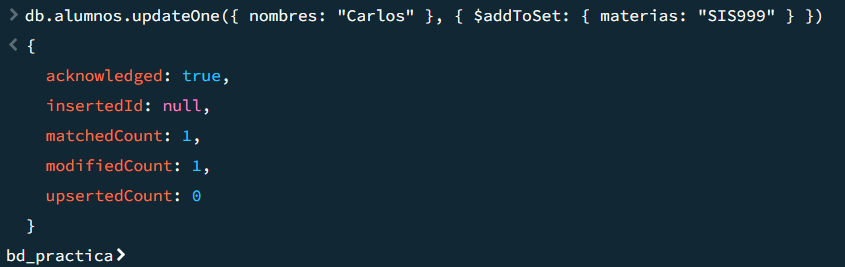 > db.alumnos.updateOne({ nombres: "Carlos" }, { $addToSet: { materias: "SIS999" } })
< {
acknowledged: true,
insertedId: null,
matchedCount: 1,
modifiedCount: 1,
upsertedCount: 0
}
bd_practica>